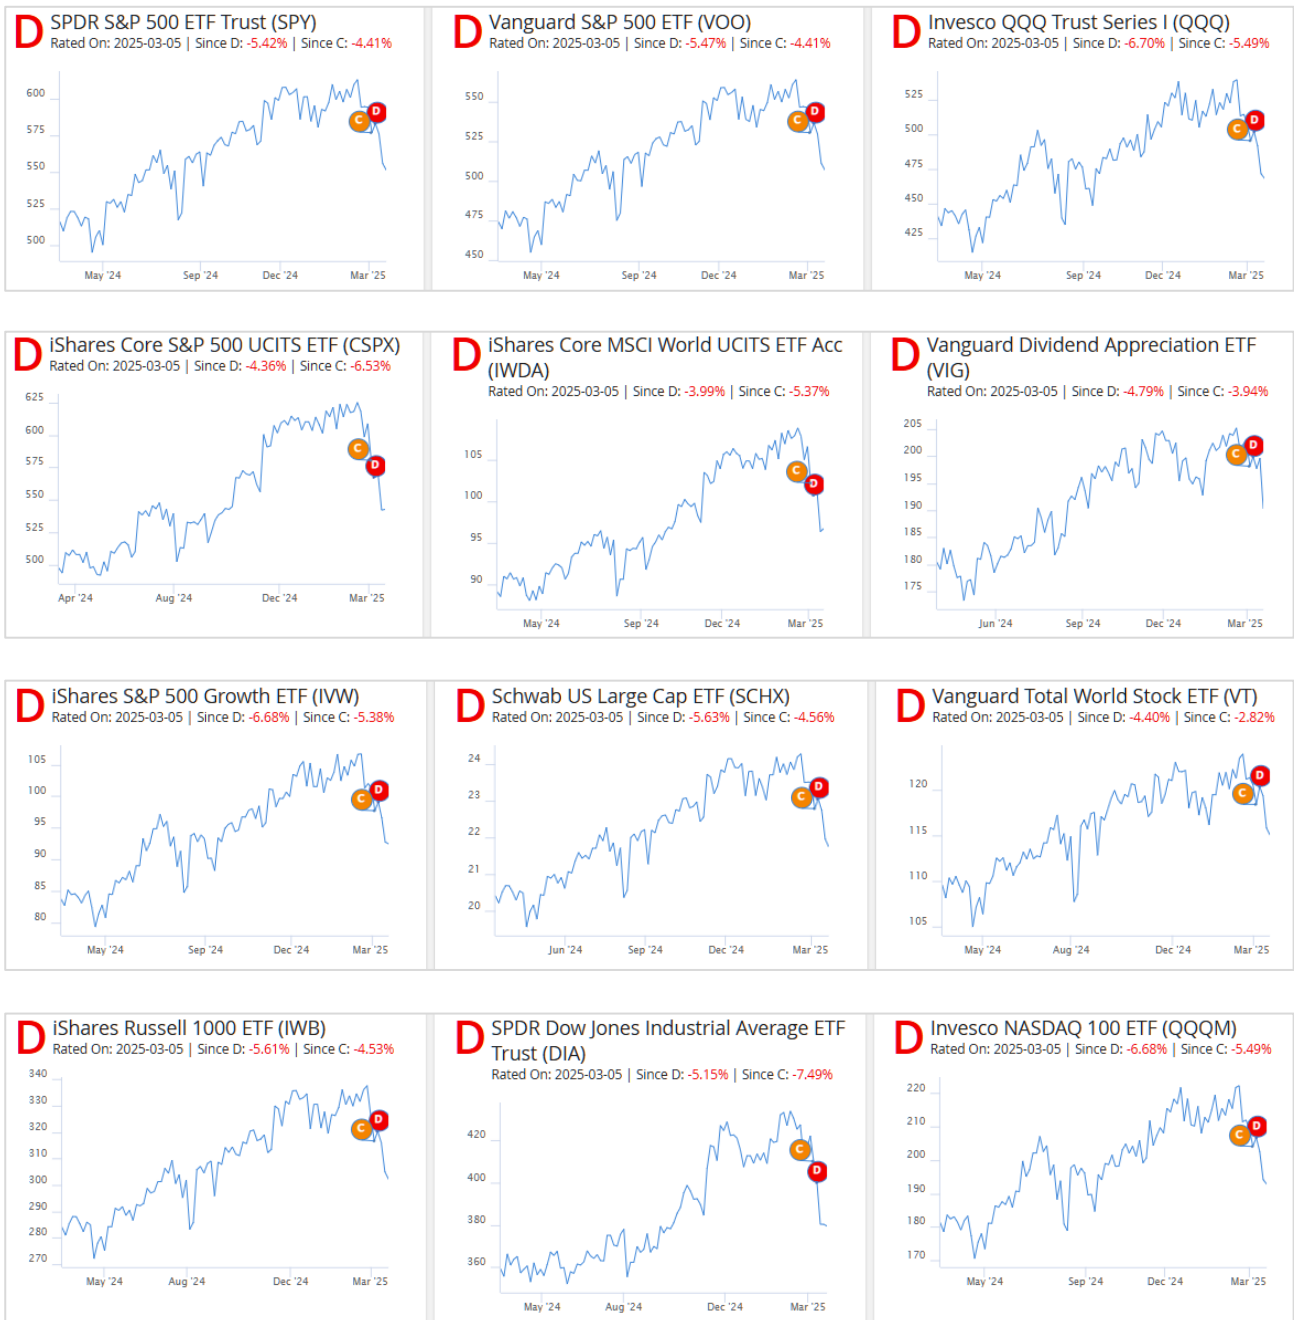 D SPDR S&P 500 ETF Trust (SPY)
Rated On: 2025-03-05 | Since D: -5.42% | Since C: -4.41%
600
575
550
525
500
C
D
May '24 Sep '24 Dec '24 Mar '25
D Vanguard S&P 500 ETF (VOO)
Rated On: 2025-03-05 | Since D: -5.47% | Since C: -4.41%
550
525
500
475
450
C
D
May '24 Sep '24 Dec '24 Mar '25
D Invesco QQQ Trust Series I (QQQ)
Rated On: 2025-03-05 | Since D: -6.70% | Since C: -5.49%
525
500
475
450
425
C
D
May '24 Sep '24 Dec '24 Mar '25
D iShares Core S&P 500 UCITS ETF (CSPX)
Rated On: 2025-03-05 | Since D: -4.36% | Since C: -6.53%
625
600
575
550
525
500
C
D
Apr '24 Aug '24 Dec '24 Mar '25
D iShares Core MSCI World UCITS ETF Acc
(IWDA)
Rated On: 2025-03-05 | Since D: -3.99% | Since C: -5.37%
105
100
95
90
C
D
May '24 Sep '24 Dec '24 Mar '25
D Vanguard Dividend Appreciation ETF
(VIG)
Rated On: 2025-03-05 | Since D: -4.79% | Since C: -3.94%
205
200
195
190
185
180
175
C
D
Jun '24 Sep '24 Dec '24 Mar '25
D iShares S&P 500 Growth ETF (IVW)
Rated On: 2025-03-05 | Since D: -6.68% | Since C: -5.38%
105
100
95
90
85
80
C
D
May '24 Sep '24 Dec '24 Mar '25
D Schwab US Large Cap ETF (SCHX)
Rated On: 2025-03-05 | Since D: -5.63% | Since C: -4.56%
24
23
22
21
20
C
D
Jun '24 Sep '24 Dec '24 Mar '25
D Vanguard Total World Stock ETF (VT)
Rated On: 2025-03-05 | Since D: -4.40% | Since C: -2.82%
120
115
110
105
C
D
May '24 Aug '24 Dec '24 Mar '25
D iShares Russell 1000 ETF (IWB)
Rated On: 2025-03-05 | Since D: -5.61% | Since C: -4.53%
340
330
320
310
300
290
280
270
C
D
May '24 Aug '24 Dec '24 Mar '25
D SPDR Dow Jones Industrial Average ETF
Trust (DIA)
Rated On: 2025-03-05 | Since D: -5.15% | Since C: -7.49%
420
400
380
360
C
D
May '24 Aug '24 Dec '24 Mar '25
D Invesco NASDAQ 100 ETF (QQQM)
Rated On: 2025-03-05 | Since D: -6.68% | Since C: -5.49%
220
210
200
190
180
170
C
D
May '24 Sep '24 Dec '24 Mar '25